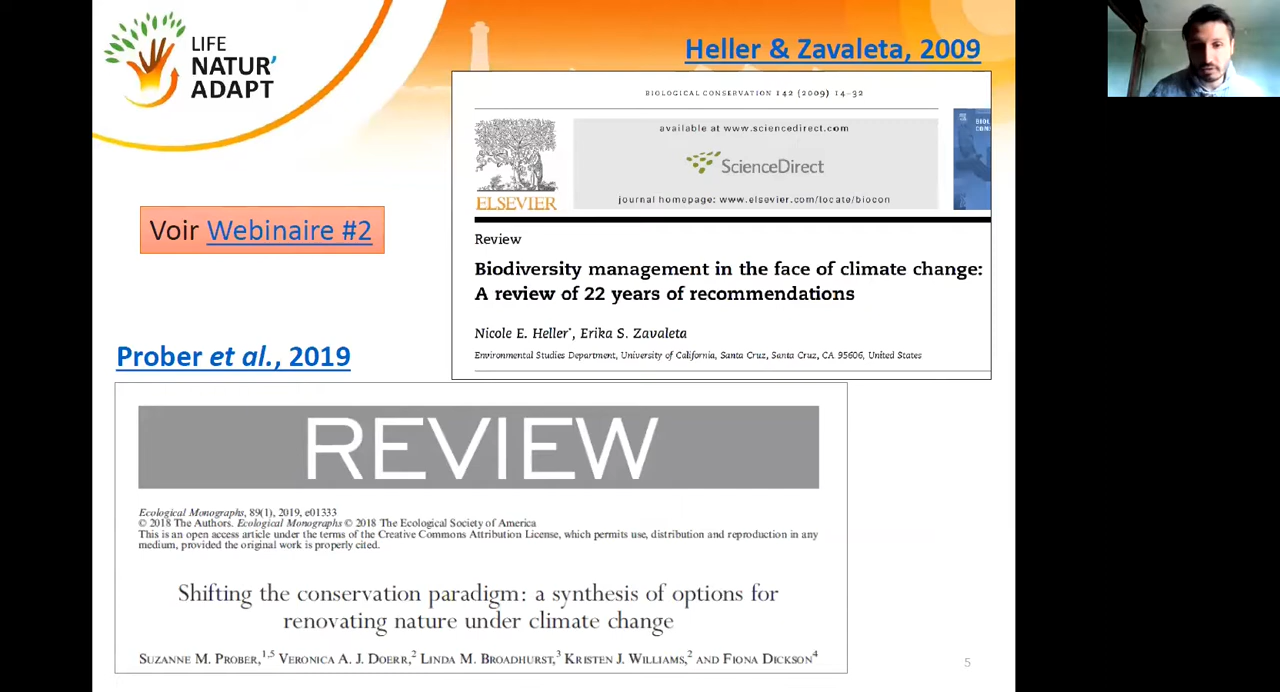 LIFE
NATUR'
ADAPT
Heller & Zavaleta, 2009
BIOLOGICAL CONSERVATION 142 (2009) 14–32
available at www.sciencedirect.com
ScienceDirect
journal homepage: www.elsevier.com/locate/biocon
ELSEVIER
Voir Webinaire #2
Review
Biodiversity management in the face of climate change:
A review of 22 years of recommendations
Nicole E. Heller*, Erika S. Zavaleta
Environmental Studies Department, University of California, Santa Cruz, Santa Cruz, CA 95606, United States
Prober et al., 2019
REVIEW
Ecological Monographs, 89(1), 2019, e01333
© 2018 The Authors. Ecological Monographs © 2018 The Ecological Society of America
This is an open access article under the terms of the Creative Commons Attribution License, which permits use, distribution and reproduction in any
medium, provided the original work is properly cited.
Shifting the conservation paradigm: a synthesis of options for
renovating nature under climate change
SUZANNE M. PROBER,1,5 VERONICA A. J. DOERR,2 LINDA M. BROADHURST,3 KRISTEN J. WILLIAMS,2 AND FIONA DICKSON4
5